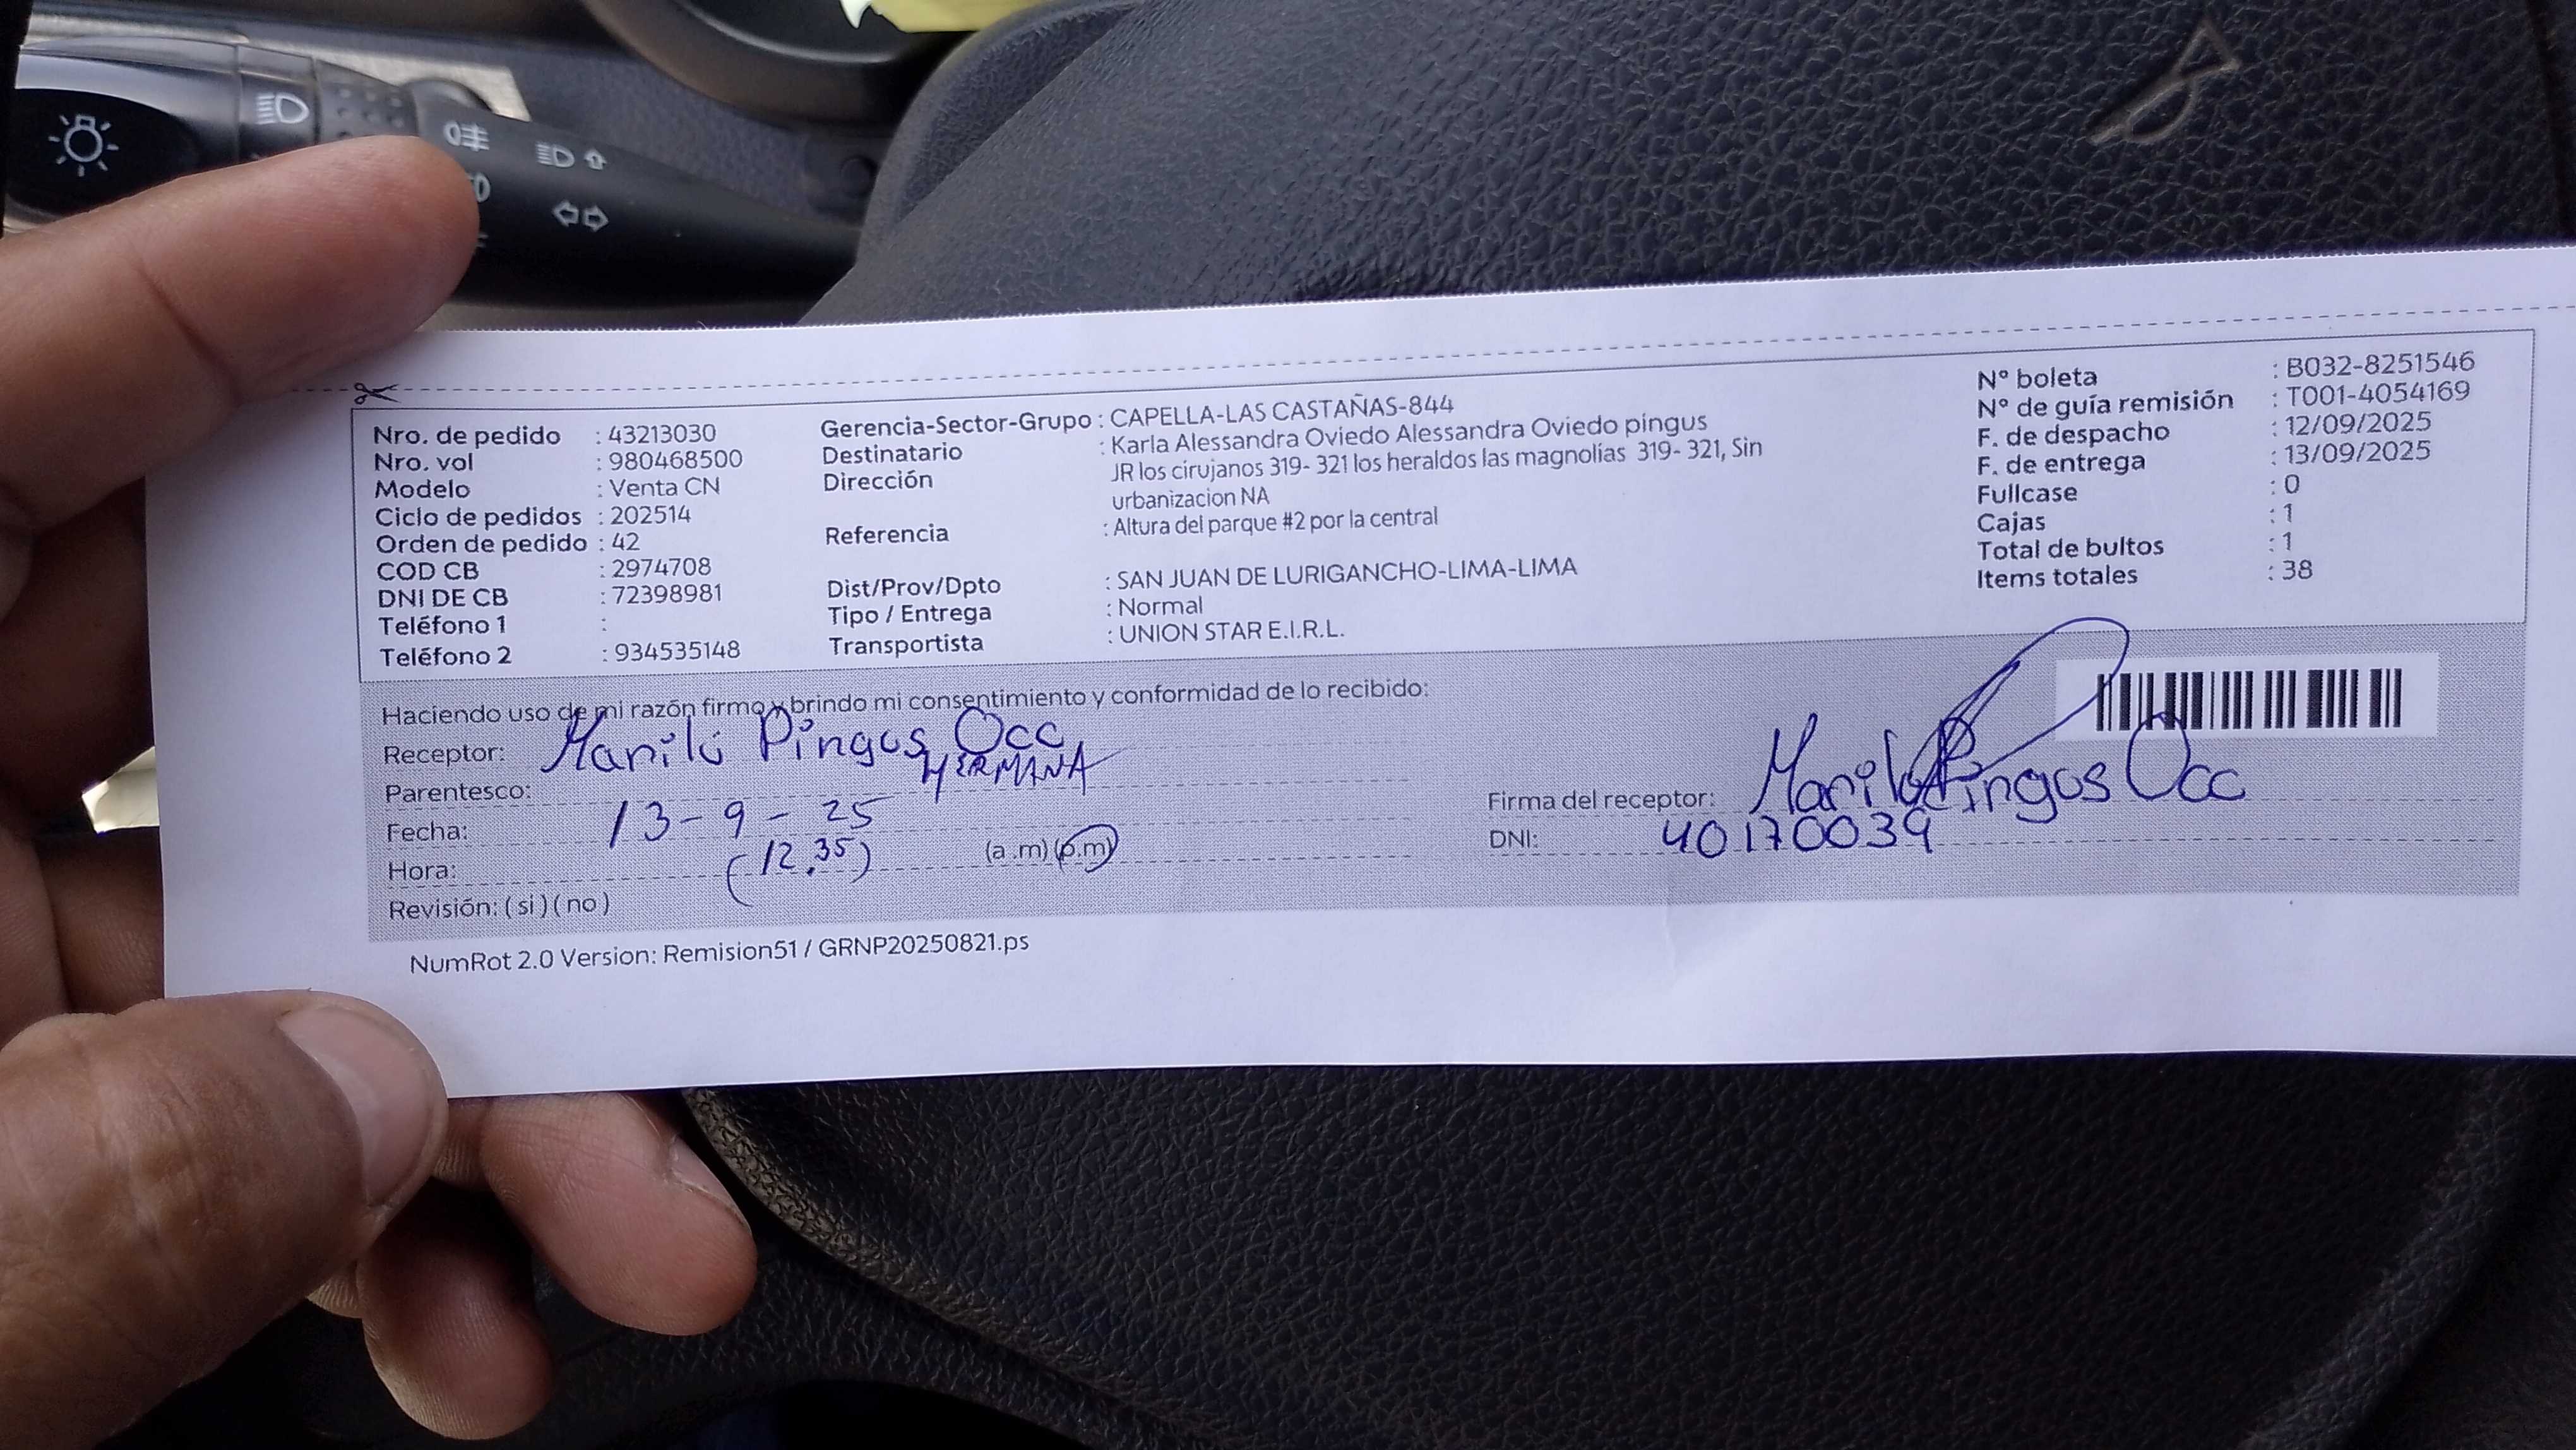 Nro. de pedido : 43213030
Nro. vol : 980468500
Modelo : Venta CN
Ciclo de pedidos : 202514
Orden de pedido : 42
COD CB : 2974708
DNI DE CB : 72398981
Teléfono 1 :
Teléfono 2 : 934535148
Gerencia-Sector-Grupo : CAPELLA-LAS CASTAÑAS-844
Destinatario : Karla Alessandra Oviedo Alessandra Oviedo pingus
Dirección JR los cirujanos 319- 321 los heraldos las magnolias 319- 321, Sin
urbanizacion NA
Referencia : Altura del parque #2 por la central
Dist/Prov/Dpto : SAN JUAN DE LURIGANCHO-LIMA-LIMA
Tipo / Entrega : Normal
Transportista : UNION STAR E.I.R.L.
N° boleta : B032-8251546
N° de guía remisión : T001-4054169
F. de despacho : 12/09/2025
F. de entrega : 13/09/2025
Fullcase : 0
Cajas : 1
Total de bultos : 1
Items totales : 38
Haciendo uso de mi razón firmo y brindo mi consentimiento y conformidad de lo recibido:
Receptor: Marilú Pingus Occ
Parentesco: HERMANA
Fecha: 13-9-25
Hora: (12.35) (a.m) (p.m)
Revisión: ( si ) ( no )
Firma del receptor: Marilú Pingus Occ
DNI: 40170039
NumRot 2.0 Version: Remision51 / GRNP20250821.ps